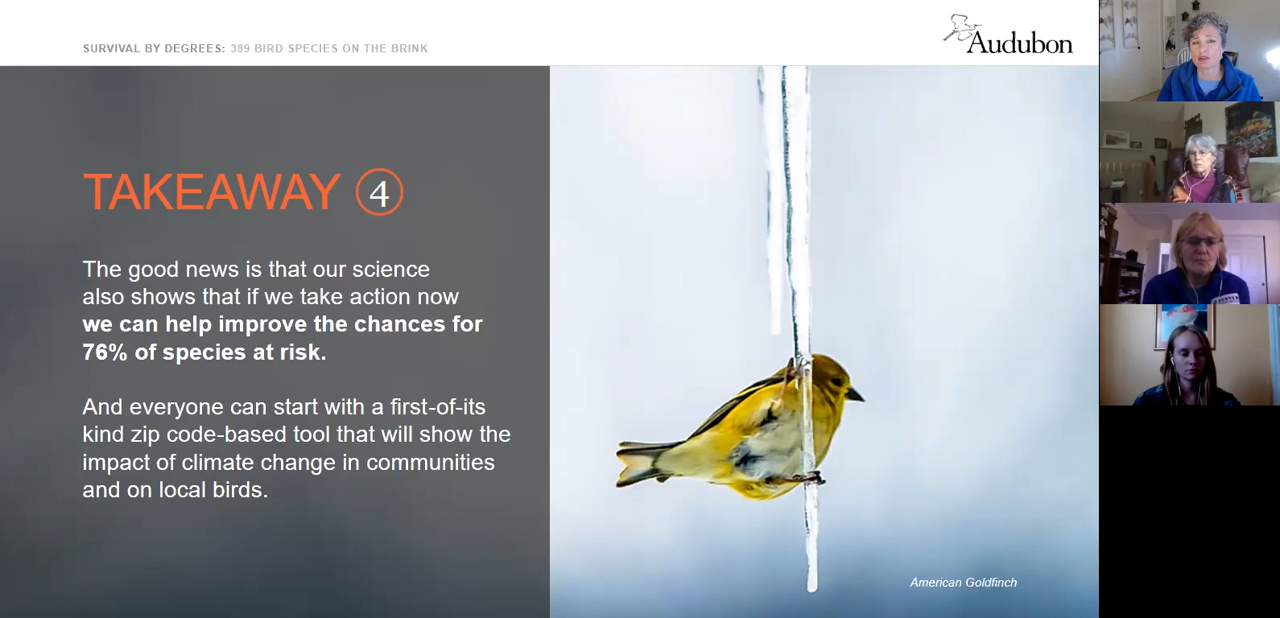 SURVIVAL BY DEGREES: 389 BIRD SPECIES ON THE BRINK
Audubon
TAKEAWAY 4
The good news is that our science
also shows that if we take action now
we can help improve the chances for
76% of species at risk.
And everyone can start with a first-of-its
kind zip code-based tool that will show the
impact of climate change in communities
and on local birds.
American Goldfinch